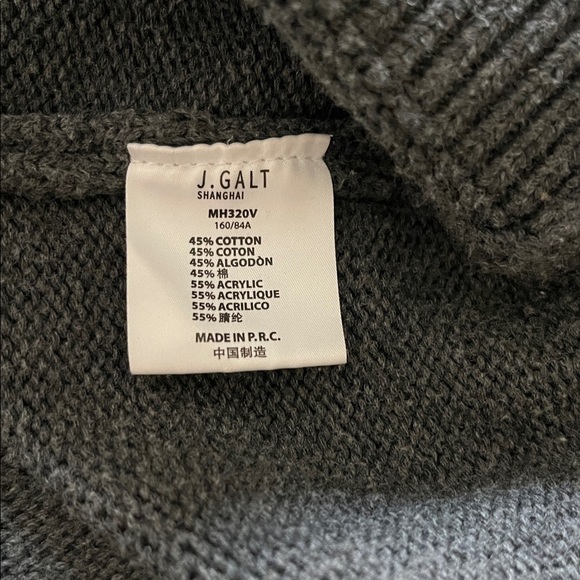 J.GALT
SHANGHAI
MH320V
160/84A
45% COTTON
45% COTON
45% ALGODÒN
45% 棉
55% ACRYLIC
55% ACRYLIQUE
55% ACRILICO
55% 腈纶
MADE IN P.R.C.
中国制造